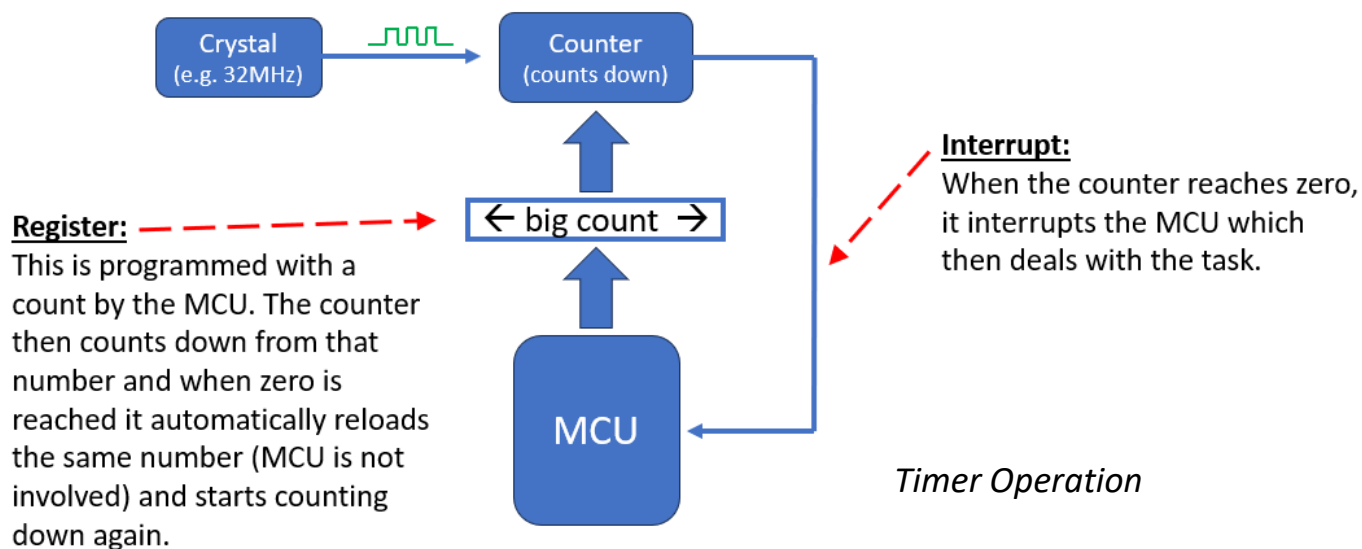 Crystal
(e.g. 32MHz)
Counter
(counts down)
Interrupt:
When the counter reaches zero,
it interrupts the MCU which
then deals with the task.
← big count →
Register:
This is programmed with a
count by the MCU. The counter
then counts down from that
number and when zero is
reached it automatically reloads
the same number (MCU is not
involved) and starts counting
down again.
MCU
Timer Operation